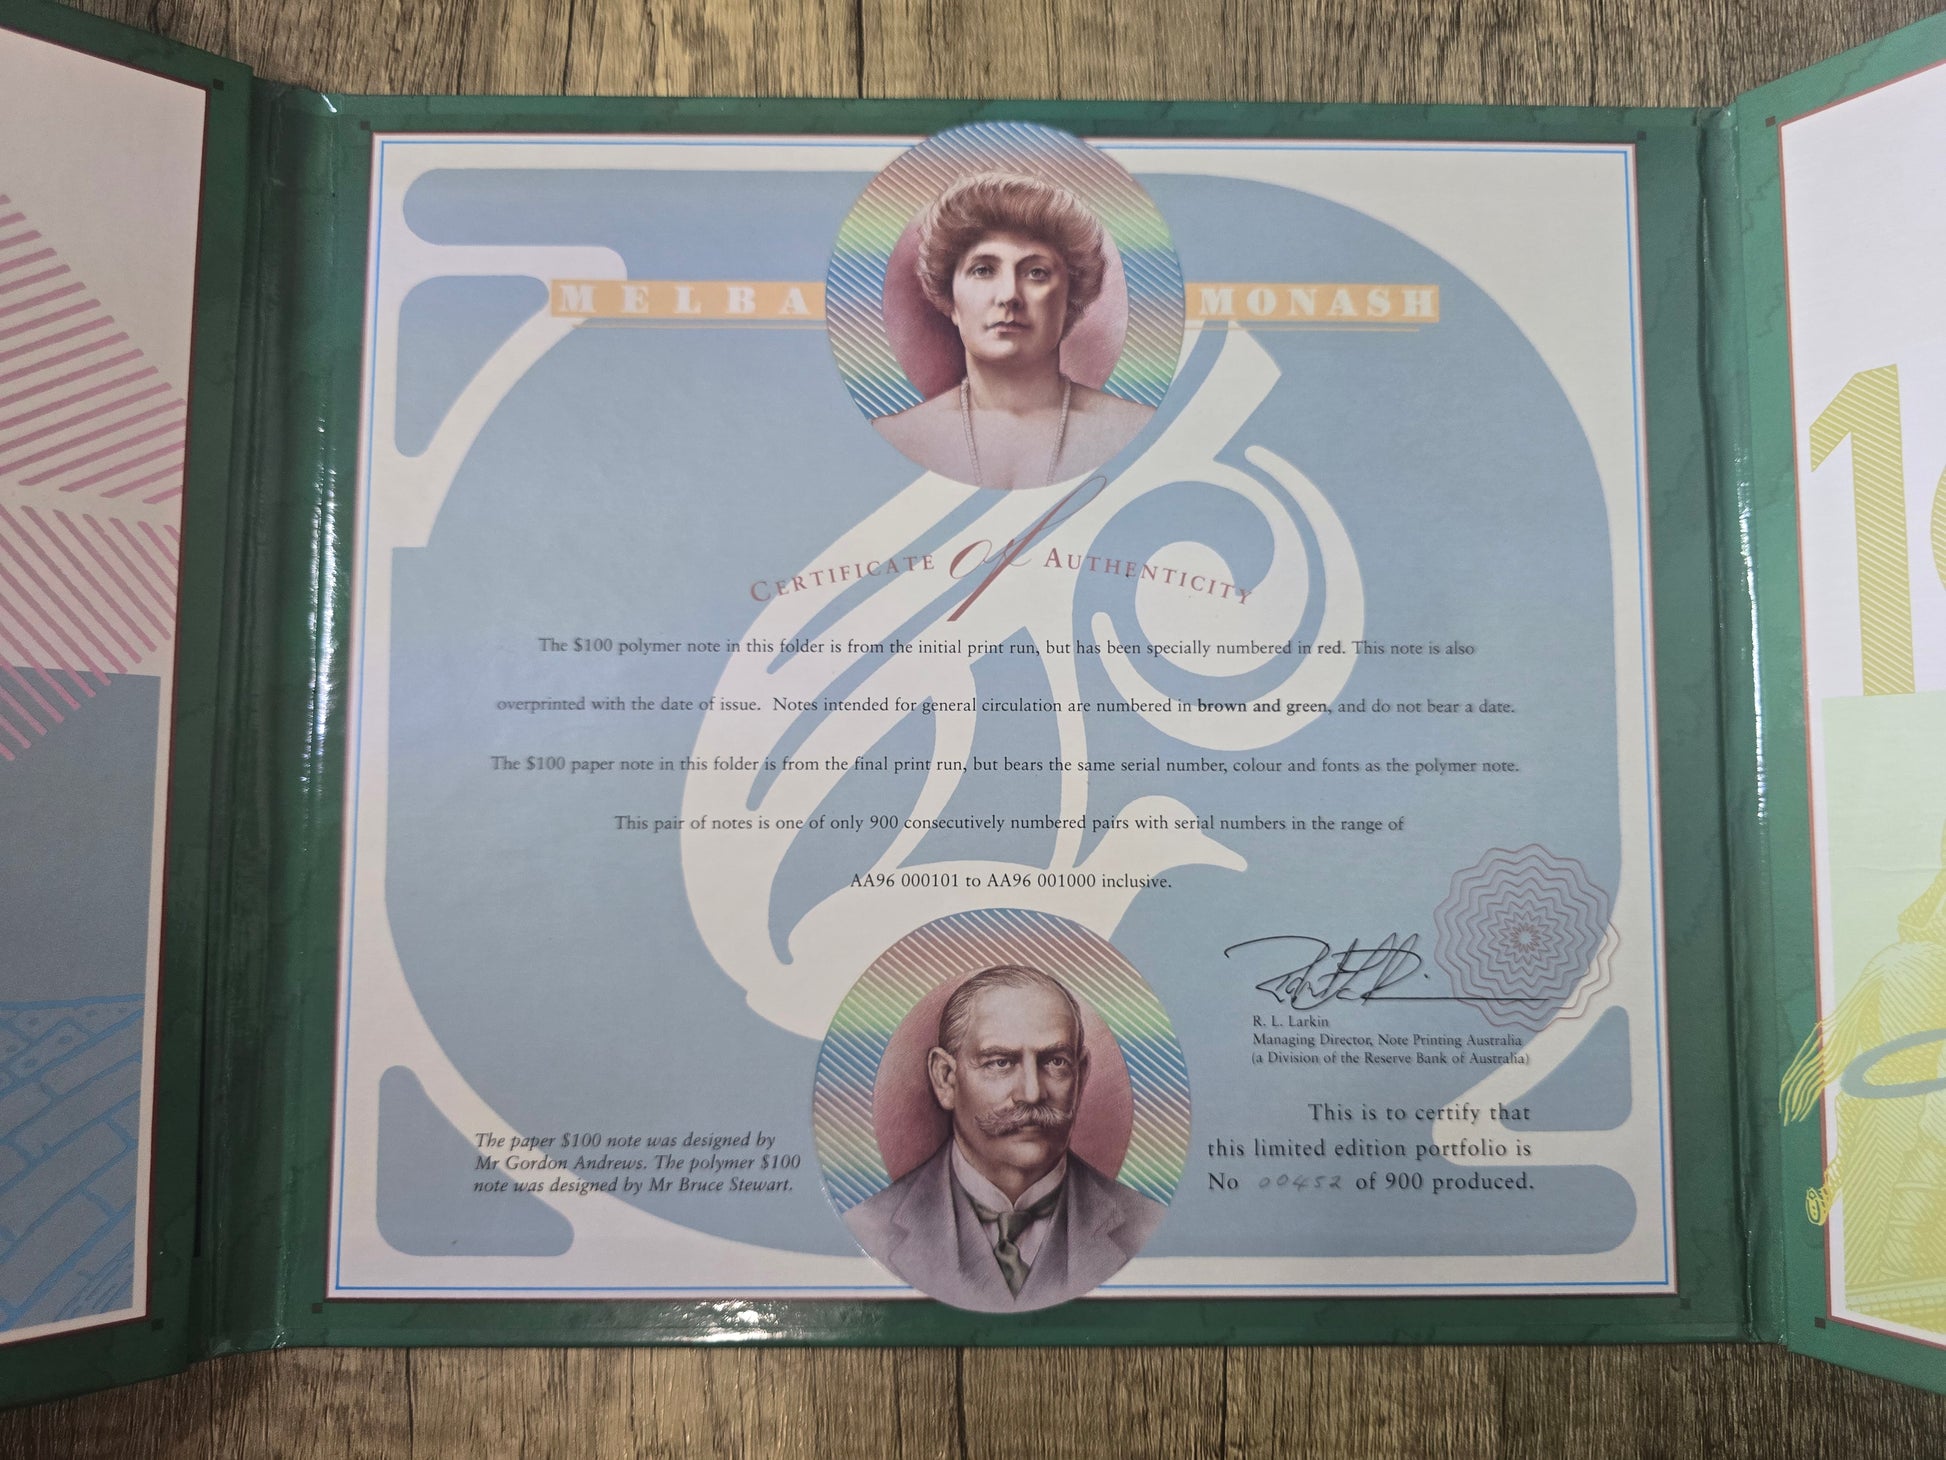 MELBA MONASH
CERTIFICATE of AUTHENTICITY
The $100 polymer note in this folder is from the initial print run, but has been specially numbered in red. This note is also
overprinted with the date of issue. Notes intended for general circulation are numbered in brown and green, and do not bear a date.
The $100 paper note in this folder is from the final print run, but bears the same serial number, colour and fonts as the polymer note.
This pair of notes is one of only 900 consecutively numbered pairs with serial numbers in the range of
AA96 000101 to AA96 001000 inclusive.
R. L. Larkin
Managing Director, Note Printing Australia
(a Division of the Reserve Bank of Australia)
The paper $100 note was designed by
Mr Gordon Andrews. The polymer $100
note was designed by Mr Bruce Stewart.
This is to certify that
this limited edition portfolio is
No 00452 of 900 produced.